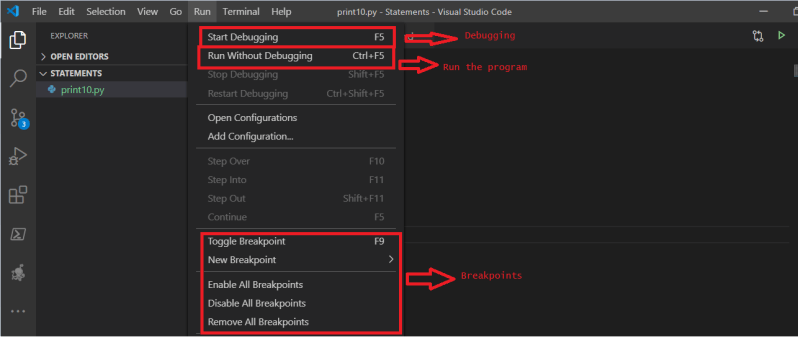 File Edit Selection View Go Run Terminal Help print10.py - Statements - Visual Studio Code
EXPLORER
OPEN EDITORS
STATEMENTS
print10.py
3
Start Debugging F5
Run Without Debugging Ctrl+F5
Stop Debugging Shift+F5
Restart Debugging Ctrl+Shift+F5
Open Configurations
Add Configuration...
Step Over F10
Step Into F11
Step Out Shift+F11
Continue F5
Toggle Breakpoint F9
New Breakpoint
Enable All Breakpoints
Disable All Breakpoints
Remove All Breakpoints
Debugging
Run the program
Breakpoints